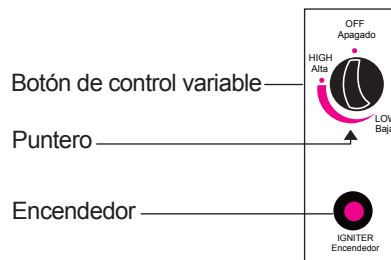 OFF
Apagado
HIGH
Alta
Botón de control variable
LOW
Baja
Puntero
Encendedor
IGNITER
Encendedor